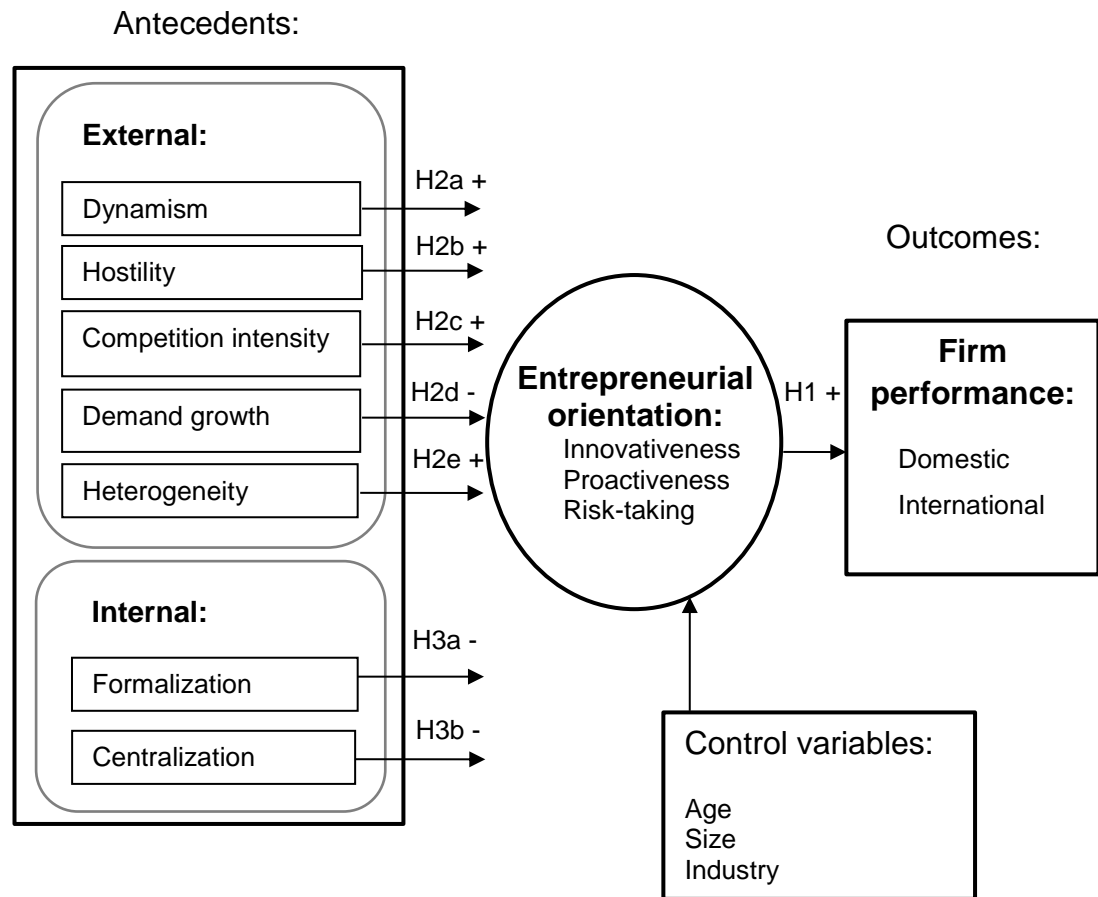 Antecedents:
External:
Dynamism
H2a +
Hostility
H2b +
Competition intensity
H2c +
Demand growth
H2d -
Heterogeneity
H2e +
Internal:
Formalization
H3a -
Centralization
H3b -
Entrepreneurial
orientation:
Innovativeness
Proactiveness
Risk-taking
H1 +
Outcomes:
Firm
performance:
Domestic
International
Control variables:
Age
Size
Industry